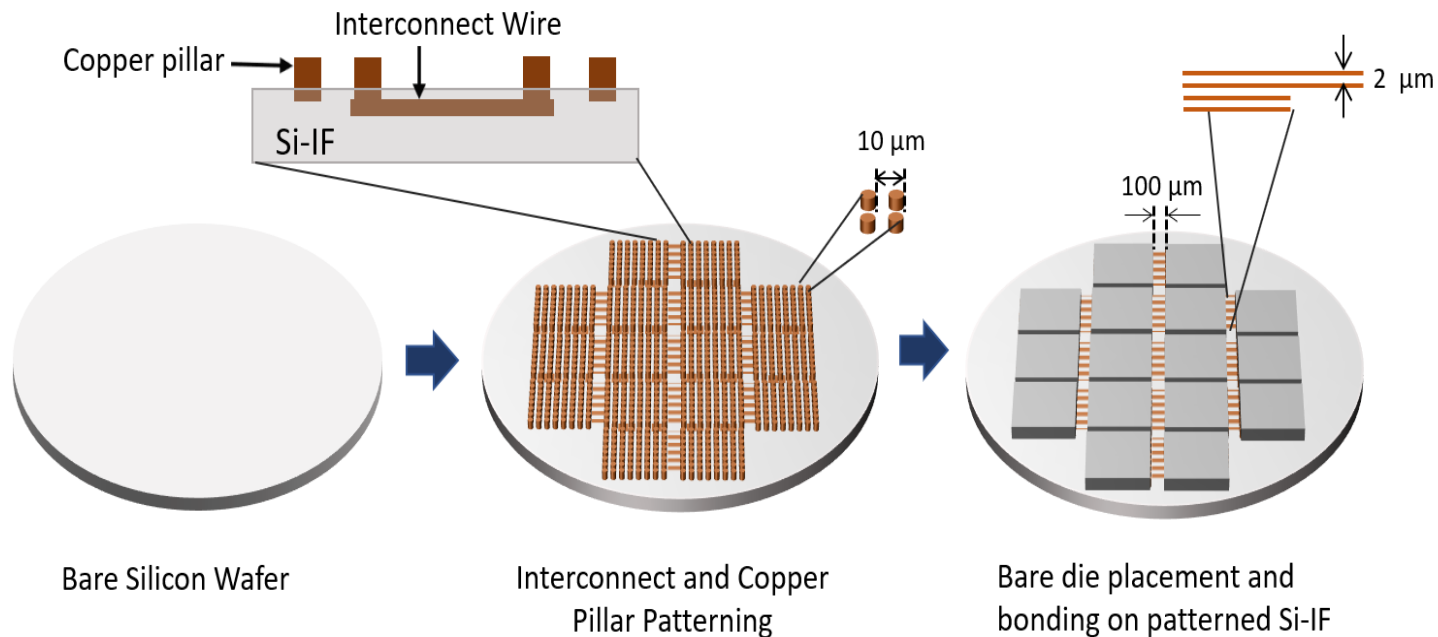 Interconnect Wire
Copper pillar
Si-IF
10 μm
2 μm
100 μm
Bare Silicon Wafer
Interconnect and Copper
Pillar Patterning
Bare die placement and
bonding on patterned Si-IF